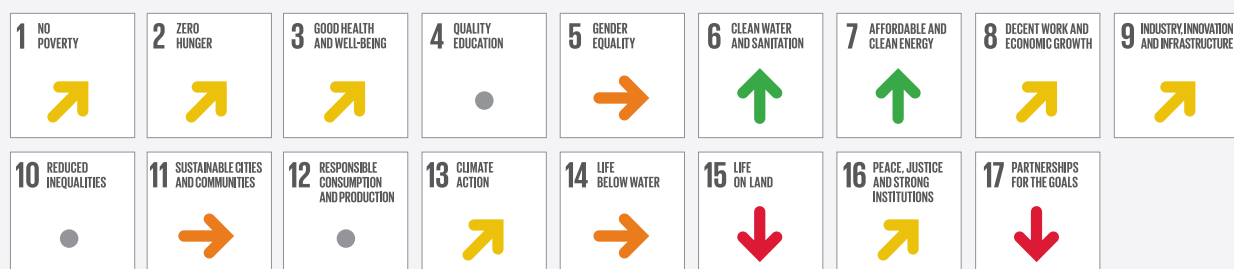 1 NO
POVERTY
2 ZERO
HUNGER
3 GOOD HEALTH
AND WELL-BEING
4 QUALITY
EDUCATION
5 GENDER
EQUALITY
6 CLEAN WATER
AND SANITATION
7 AFFORDABLE AND
CLEAN ENERGY
8 DECENT WORK AND
ECONOMIC GROWTH
9 INDUSTRY, INNOVATION
AND INFRASTRUCTURE
10 REDUCED
INEQUALITIES
11 SUSTAINABLE CITIES
AND COMMUNITIES
12 RESPONSIBLE
CONSUMPTION
AND PRODUCTION
13 CLIMATE
ACTION
14 LIFE
BELOW WATER
15 LIFE
ON LAND
16 PEACE, JUSTICE
AND STRONG
INSTITUTIONS
17 PARTNERSHIPS
FOR THE GOALS